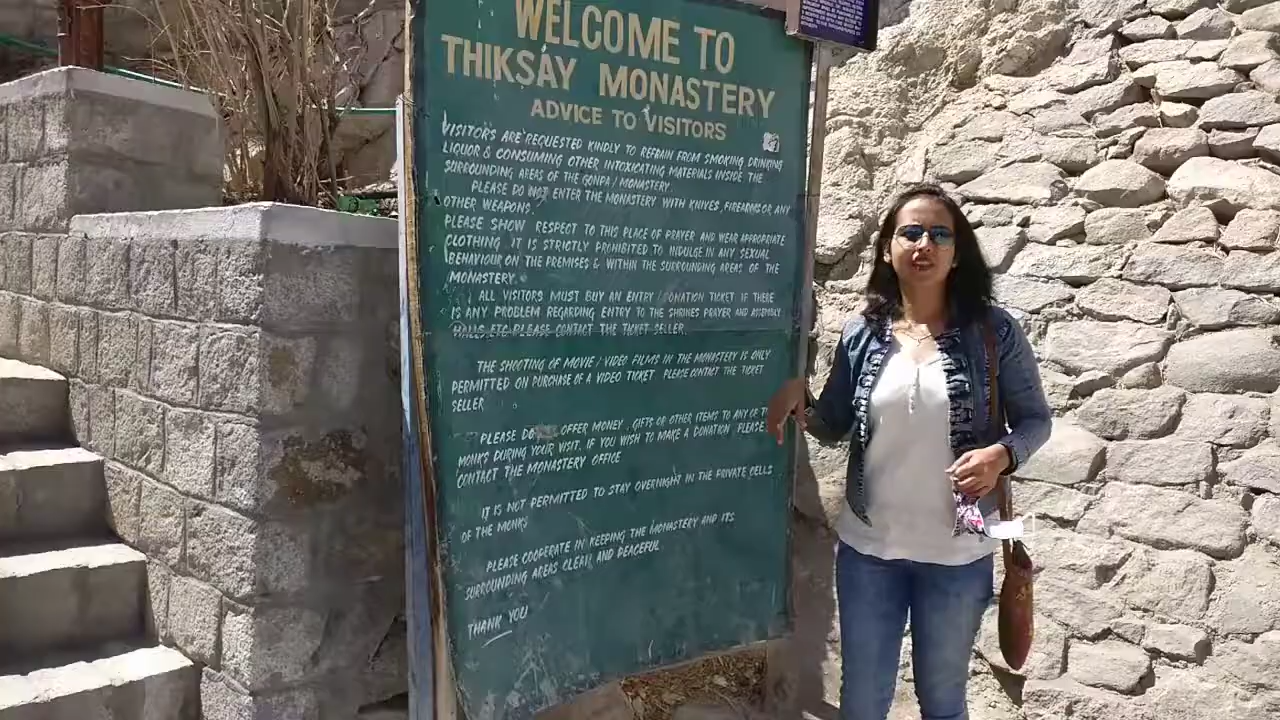 WELCOME TO
THIKSAY MONASTERY
ADVICE TO VISITORS
VISITORS ARE REQUESTED KINDLY TO REFRAIN FROM SMOKING, DRINKING
LIQUOR & CONSUMING OTHER INTOXICATING MATERIALS INSIDE THE
SURROUNDING AREAS OF THE GONPA / MONASTERY.
PLEASE DO NOT ENTER THE MONASTERY WITH KNIVES, FIREARMS OR ANY
OTHER WEAPONS.
PLEASE SHOW RESPECT TO THIS PLACE OF PRAYER AND WEAR APPROPRIATE
CLOTHING. IT IS STRICTLY PROHIBITED TO INDULGE IN ANY SEXUAL
BEHAVIOUR ON THE PREMISES & WITHIN THE SURROUNDING AREAS OF THE
MONASTERY.
ALL VISITORS MUST BUY AN ENTRY / DONATION TICKET IF THERE
IS ANY PROBLEM REGARDING ENTRY TO THE SHRINES PRAYER AND ASSEMBLY
HALLS, ETC. PLEASE CONTACT THE TICKET SELLER.
THE SHOOTING OF MOVIE / VIDEO FILMS IN THE MONASTERY IS ONLY
PERMITTED ON PURCHASE OF A VIDEO TICKET PLEASE CONTACT THE TICKET
SELLER
PLEASE DO OFFER MONEY, GIFTS OR OTHER ITEMS TO ANY OF T
MONKS DURING YOUR VISIT. IF YOU WISH TO MAKE A DONATION PLEASE
CONTACT THE MONASTERY OFFICE
IT IS NOT PERMITTED TO STAY OVERNIGHT IN THE PRIVATE CELLS
OF THE MONKS
PLEASE COOPERATE IN KEEPING THE MONASTERY AND ITS
SURROUNDING AREAS CLEAN AND PEACEFUL
THANK YOU